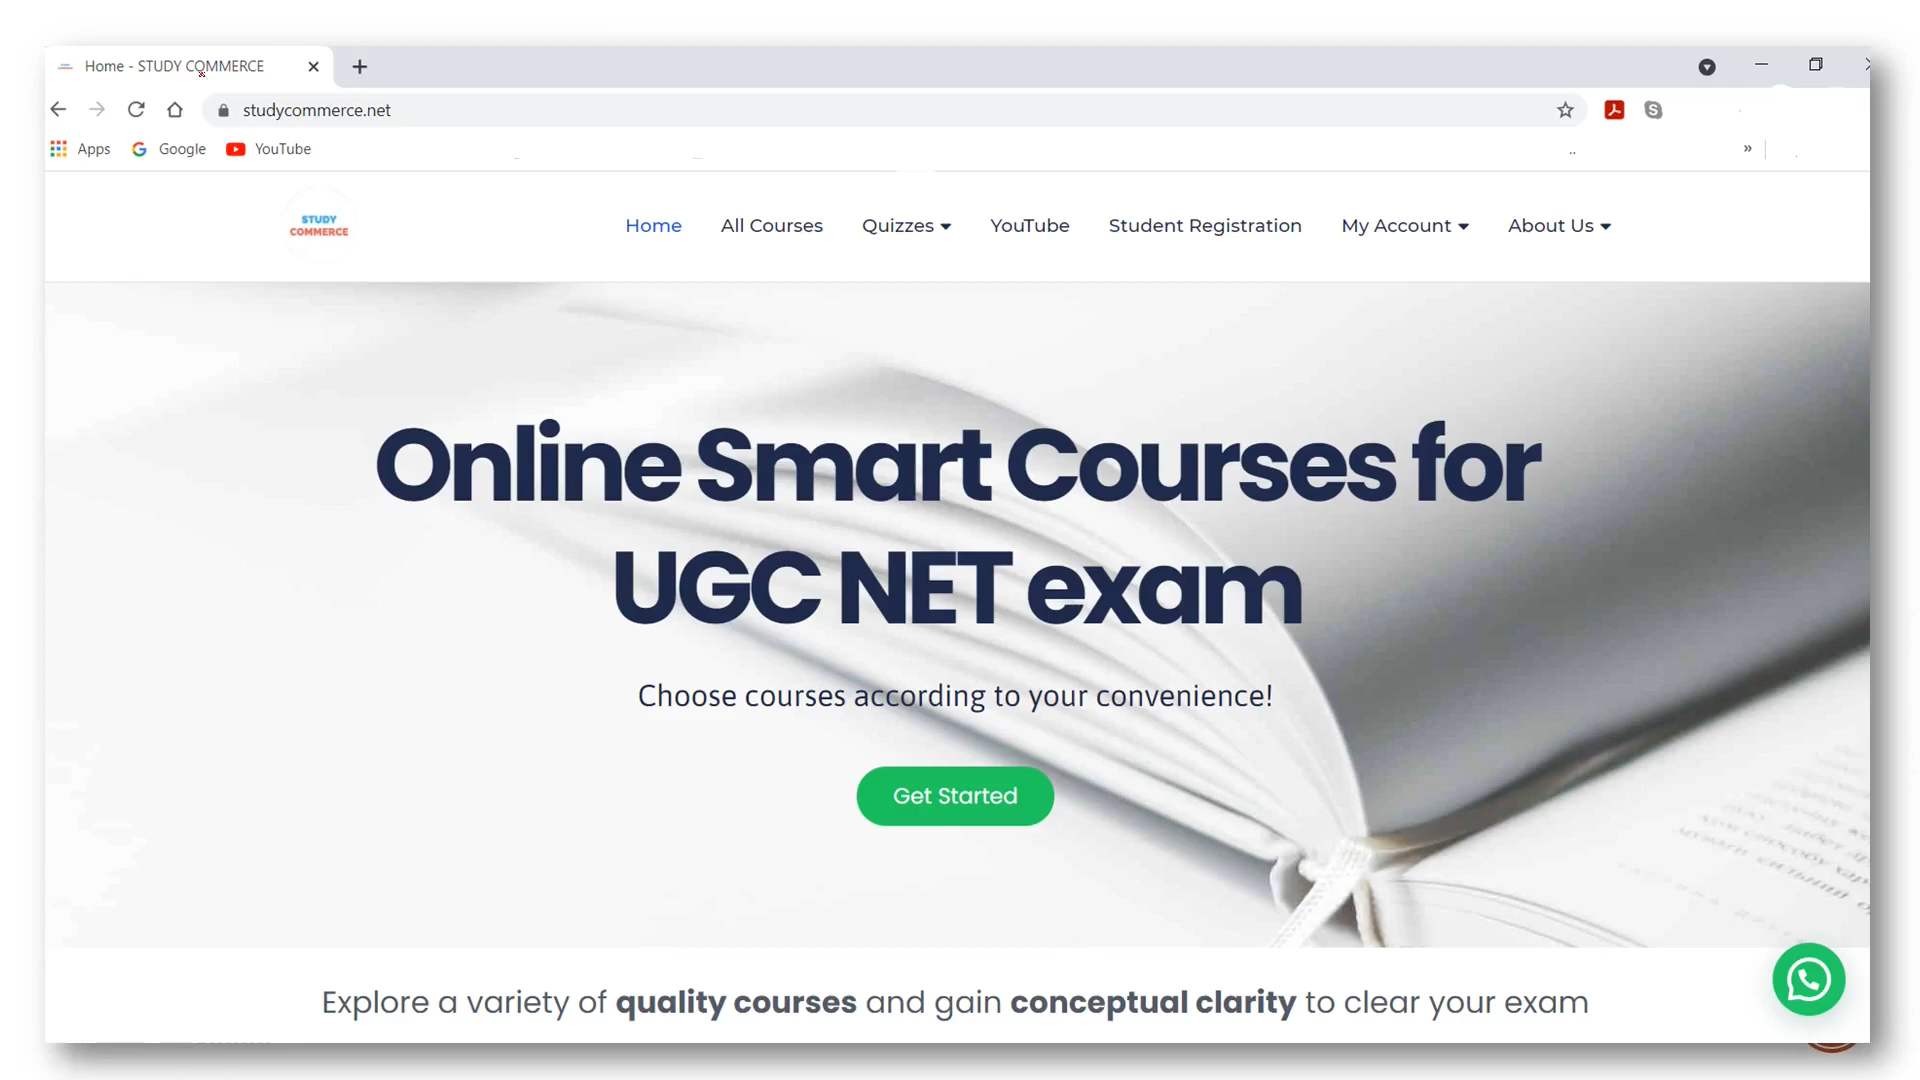 Home - STUDY COMMERCE
studycommerce.net
Apps Google YouTube »
STUDY
COMMERCE
Home All Courses Quizzes YouTube Student Registration My Account About Us
Online Smart Courses for
UGC NET exam
Choose courses according to your convenience!
Get Started
Explore a variety of quality courses and gain conceptual clarity to clear your exam